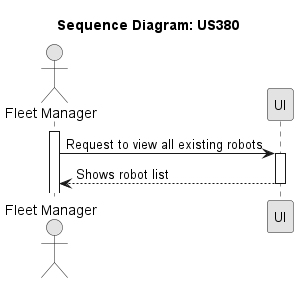 Sequence Diagram: US380
Fleet Manager
UI
Request to view all existing robots
Shows robot list
Fleet Manager
UI